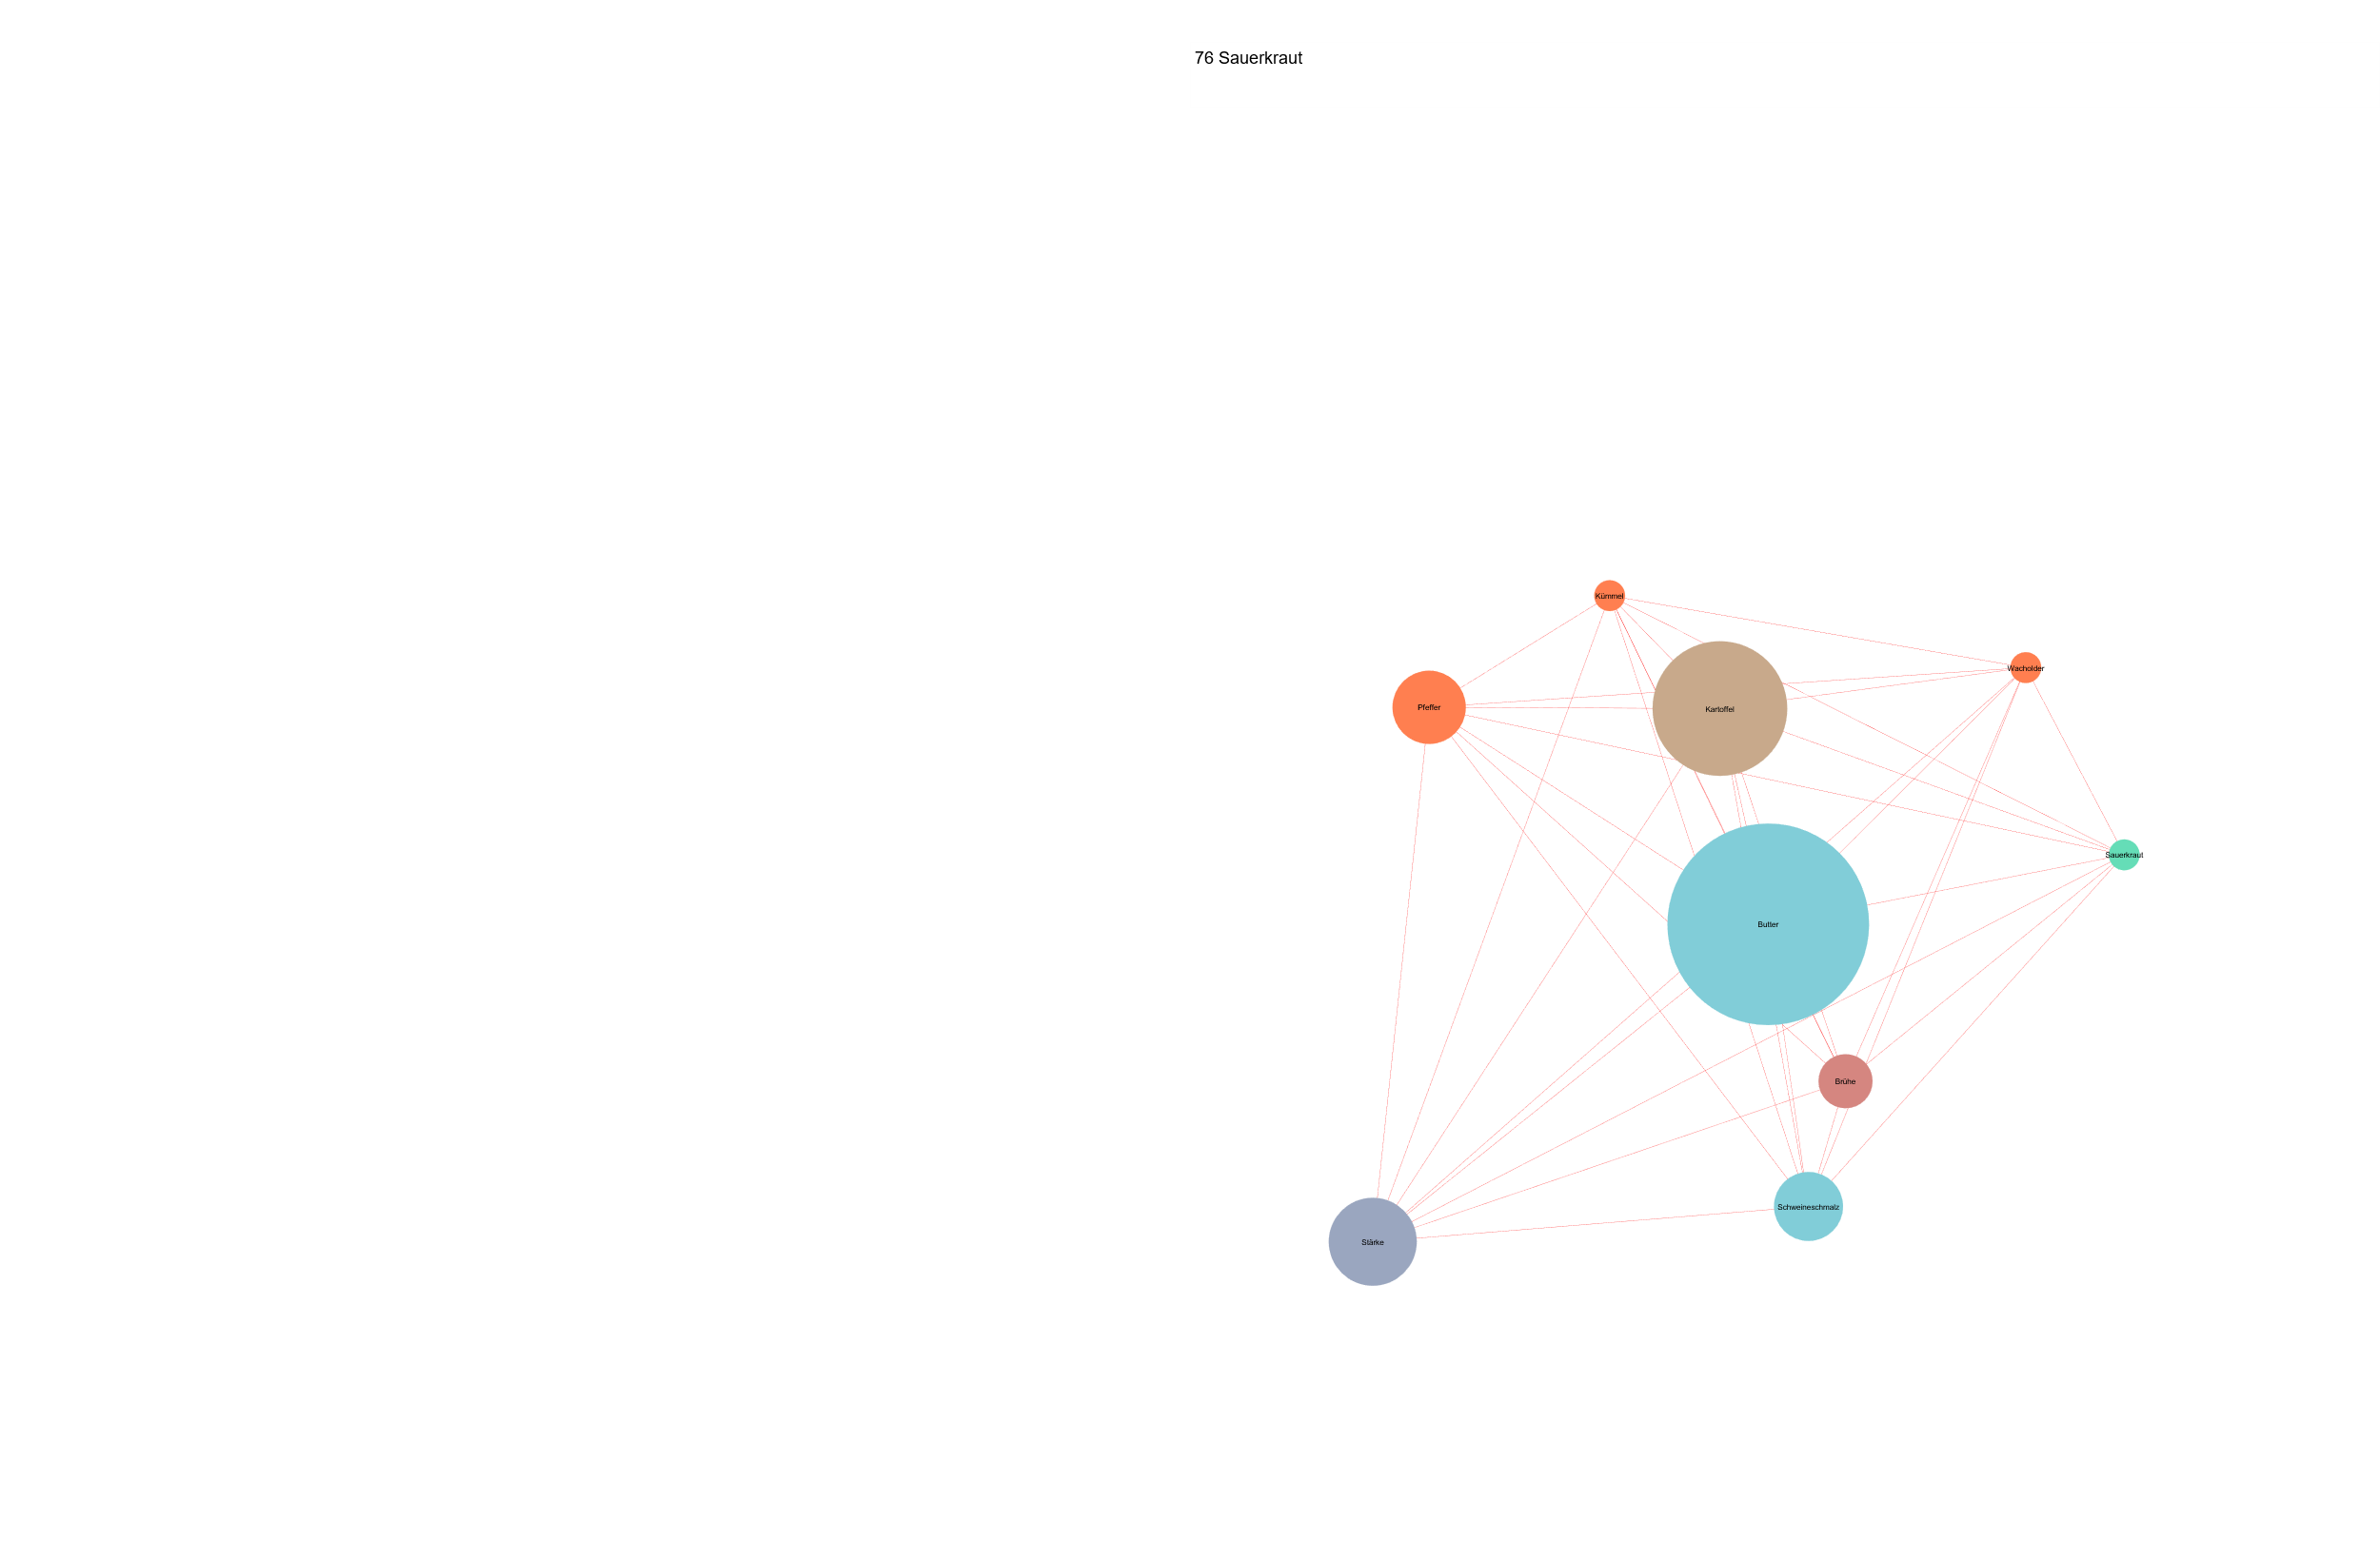 76 Sauerkraut
Kümmel
Wacholder
Pfeffer
Kartoffel
Sauerkraut
Butter
Brühe
Schweineschmalz
Stärke